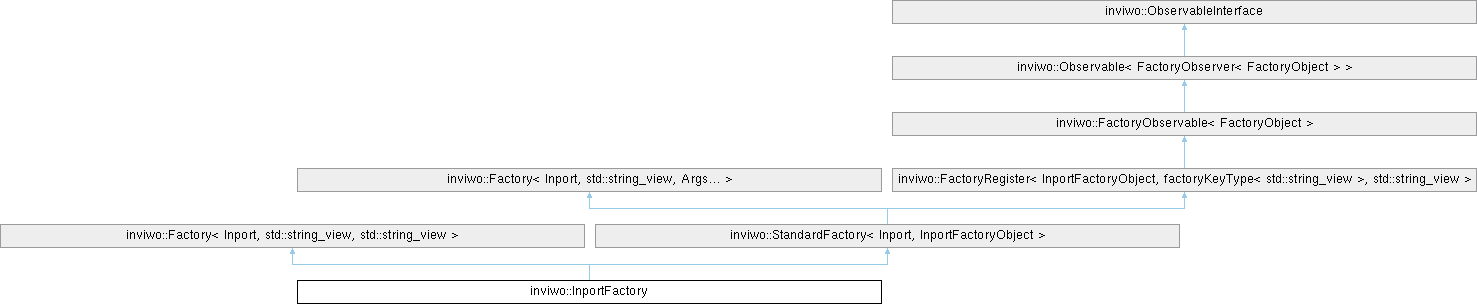 inviwo::ObservableInterface
inviwo::Observable< FactoryObserver< FactoryObject > >
inviwo::FactoryObservable< FactoryObject >
inviwo::Factory< Inport, std::string_view, Args... >
inviwo::FactoryRegister< InportFactoryObject, factoryKeyType< std::string_view >, std::string_view >
inviwo::Factory< Inport, std::string_view, std::string_view >
inviwo::StandardFactory< Inport, InportFactoryObject >
inviwo::InportFactory